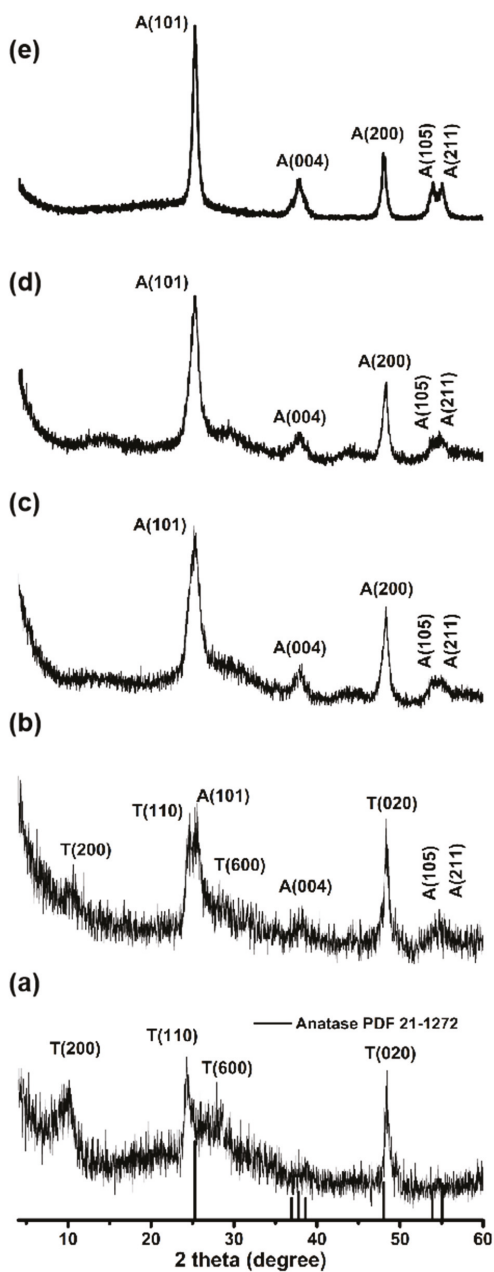 (e)
A(101)
A(004)
A(200)
A(105)
A(211)
(d)
A(101)
A(004)
A(200)
A(105)
A(211)
(c)
A(101)
A(004)
A(200)
A(105)
A(211)
(b)
T(200)
T(110)
A(101)
T(600)
A(004)
T(020)
A(105)
A(211)
(a)
Anatase PDF 21-1272
T(200)
T(110)
T(600)
T(020)
10 20 30 40 50 60
2 theta (degree)